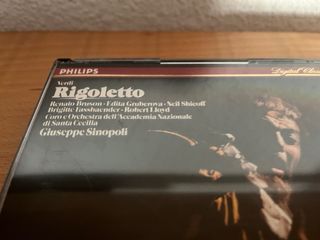 PHILIPS
Digital Classics
Verdi
Rigoletto
Renato Bruson · Edita Gruberova · Neil Shicoff
Brigitte Fassbaender · Robert Lloyd
Coro e Orchestra dell'Accademia Nazionale
di Santa Cecilia
Giuseppe Sinopoli